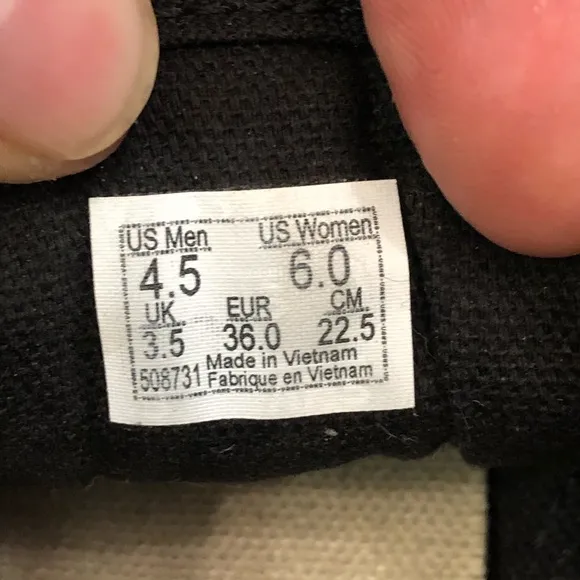 US Men US Women
4.5 6.0
UK EUR CM
3.5 36.0 22.5
Made in Vietnam
508731 Fabrique en Vietnam